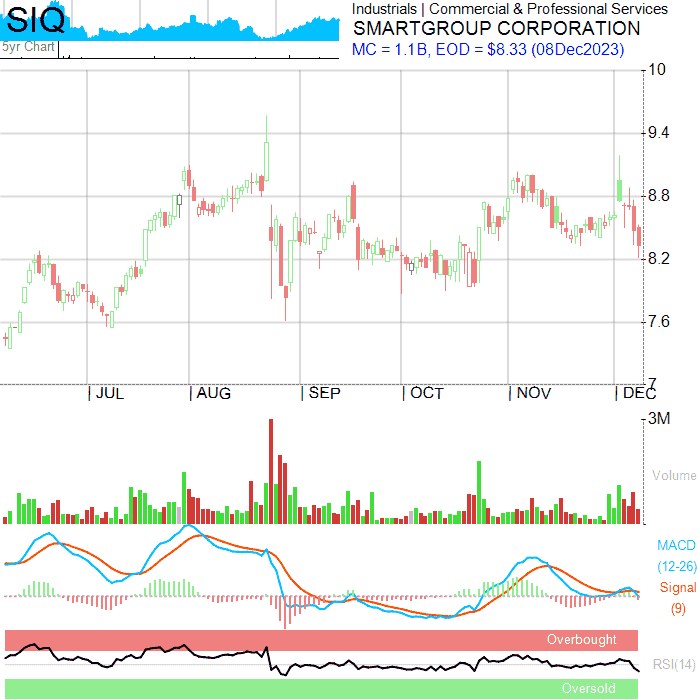 SIQ
5yr Chart
Industrials | Commercial & Professional Services
SMARTGROUP CORPORATION
MC = 1.1B, EOD = $8.33 (08Dec2023)
10
9.4
8.8
8.2
7.6
7
JUL AUG SEP OCT NOV DEC
3M
Volume
MACD
(12-26)
Signal
(9)
Overbought
RSI(14)
Oversold